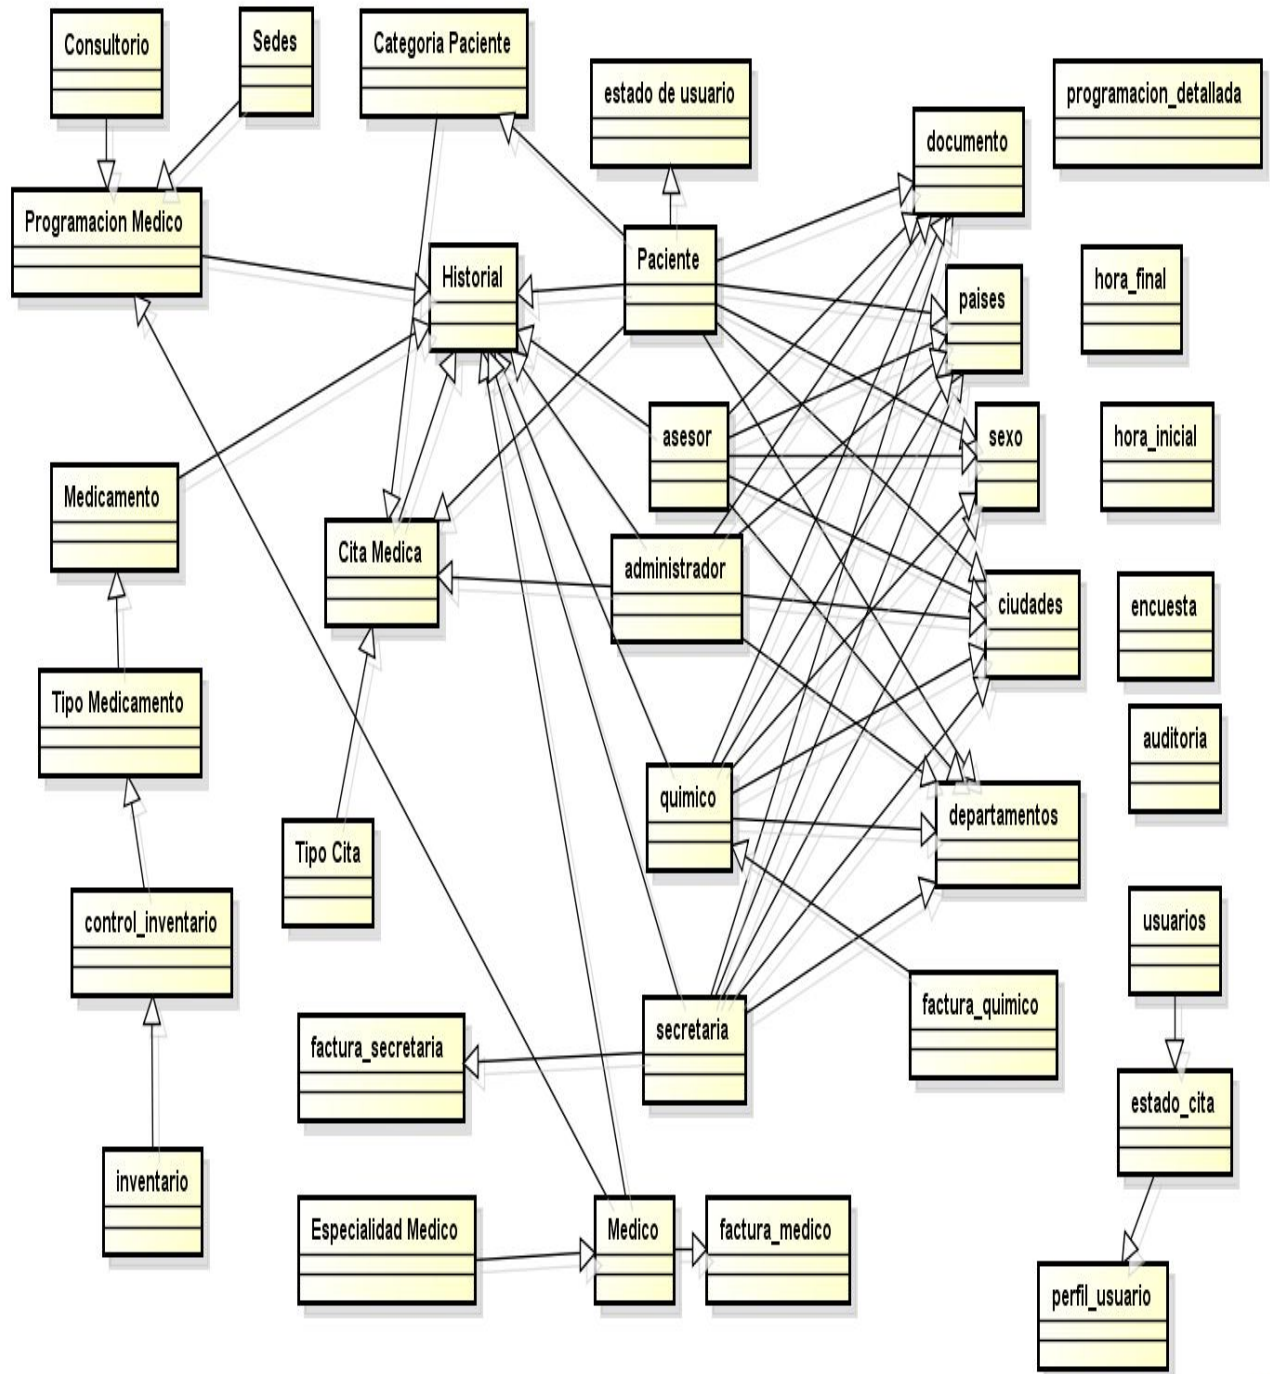 Consultorio
Sedes
Categoria Paciente
estado de usuario
programacion_detallada
documento
Programacion Medico
Historial
Paciente
paises
hora_final
asesor
sexo
hora_inicial
Medicamento
Cita Medica
administrador
ciudades
encuesta
Tipo Medicamento
auditoria
quimico
departamentos
Tipo Cita
control_inventario
usuarios
factura_quimico
factura_secretaria
secretaria
estado_cita
inventario
Especialidad Medico
Medico
factura_medico
perfil_usuario